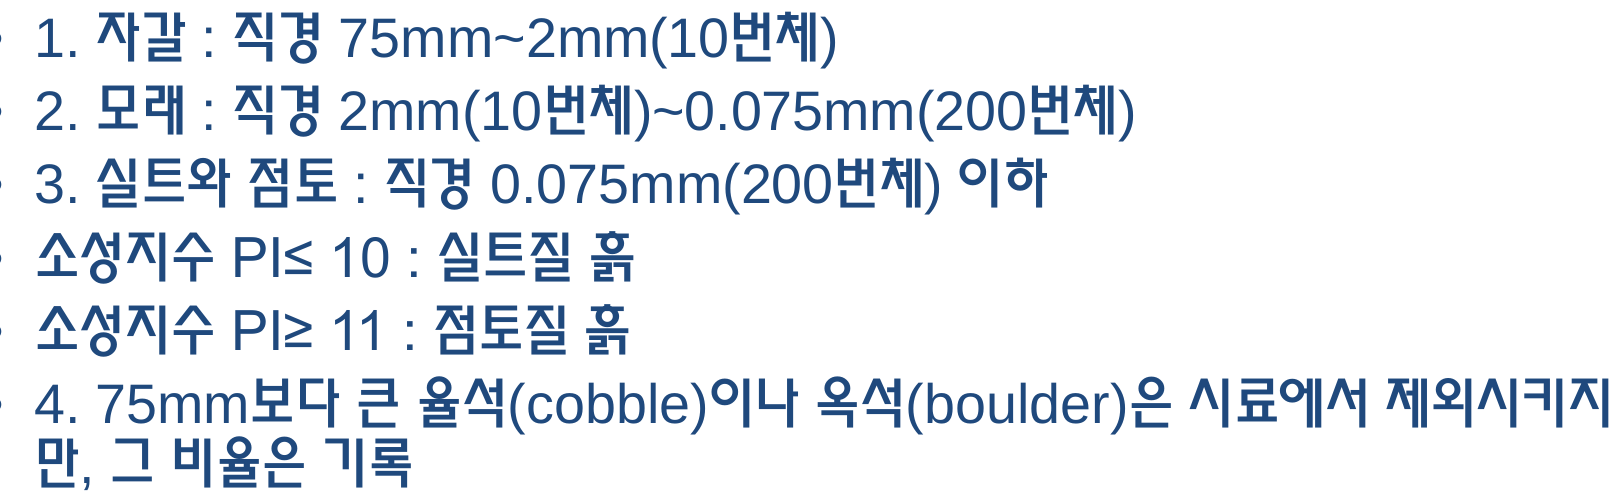 • 1. 자갈 : 직경 75mm~2mm(10번체)
• 2. 모래 : 직경 2mm(10번체)~0.075mm(200번체)
• 3. 실트와 점토 : 직경 0.075mm(200번체) 이하
• 소성지수 PI≤ 10 : 실트질 흙
• 소성지수 PI≥ 11 : 점토질 흙
• 4. 75mm보다 큰 율석(cobble)이나 옥석(boulder)은 시료에서 제외시키지
만, 그 비율은 기록